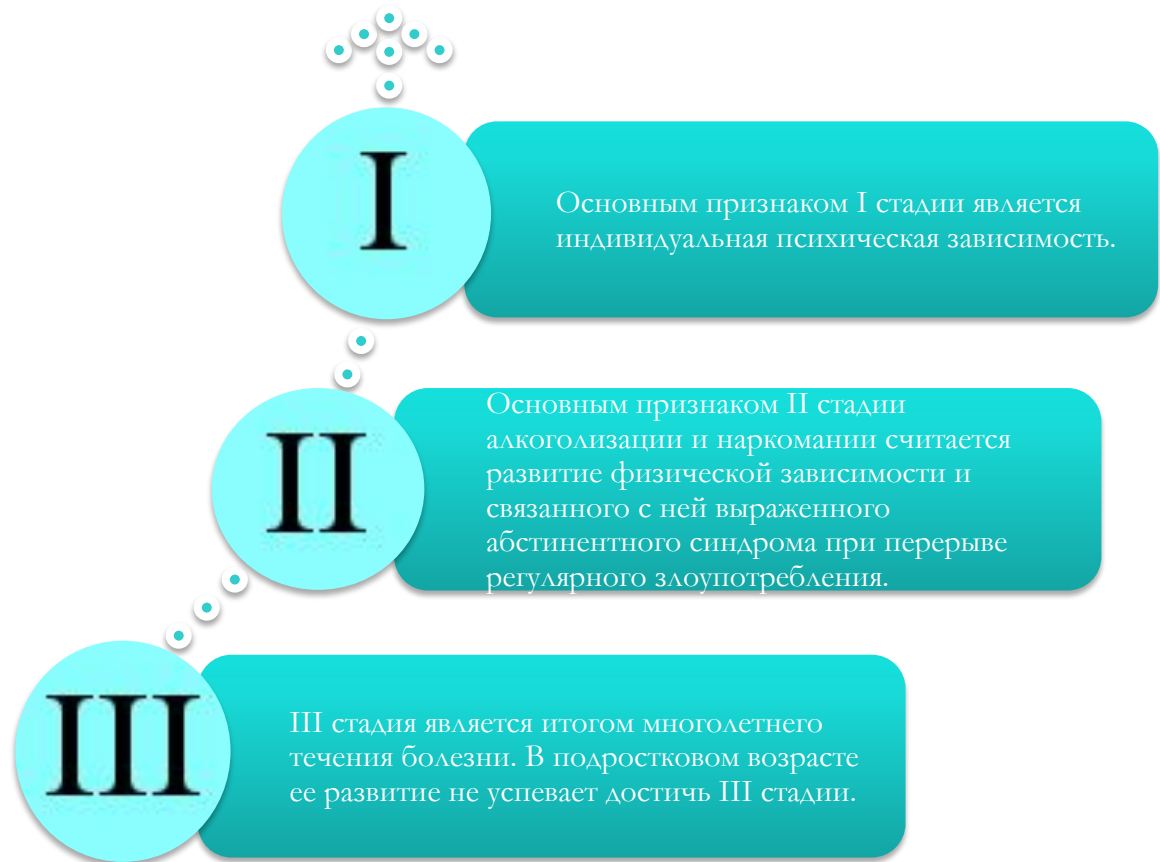 I
Основным признаком I стадии является
индивидуальная психическая зависимость.
II
Основным признаком II стадии
алкоголизации и наркомании считается
развитие физической зависимости и
связанного с ней выраженного
абстинентного синдрома при перерыве
регулярного злоупотребления.
III
III стадия является итогом многолетнего
течения болезни. В подростковом возрасте
ее развитие не успевает достичь III стадии.